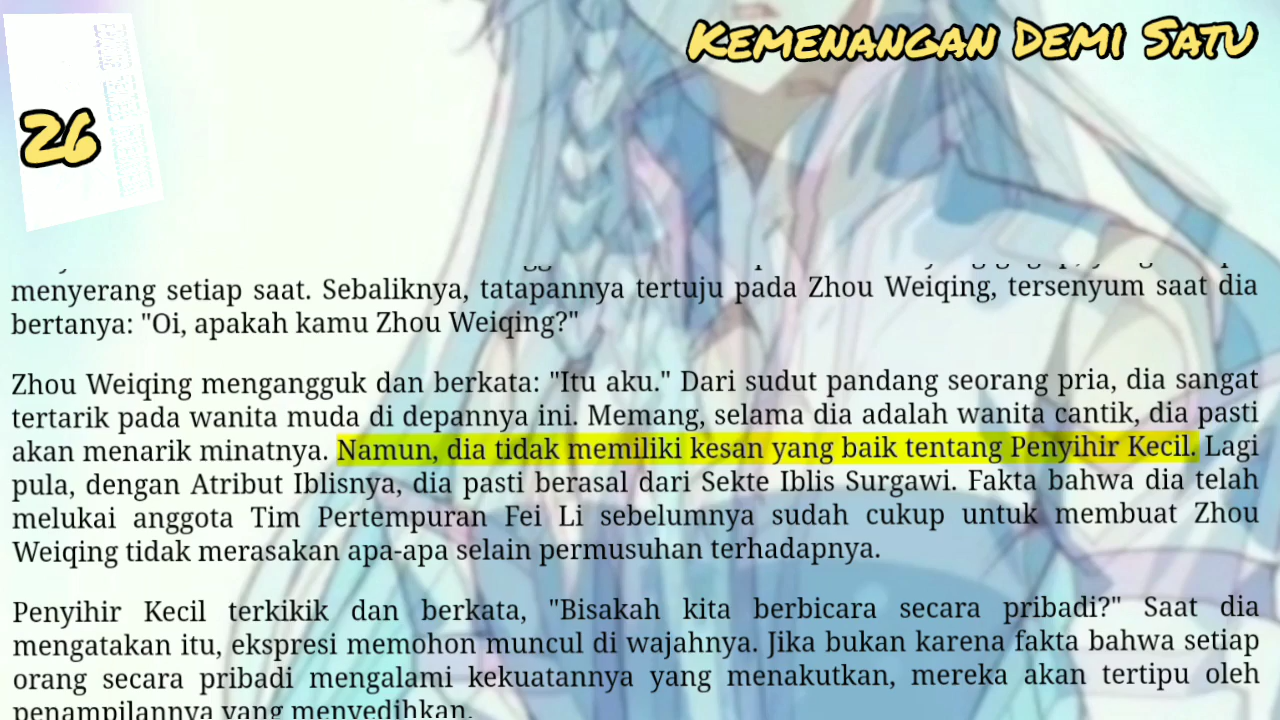 Kemenangan Demi Satu
26
menyerang setiap saat. Sebaliknya, tatapannya tertuju pada Zhou Weiqing, tersenyum saat dia
bertanya: "Oi, apakah kamu Zhou Weiqing?"
Zhou Weiqing mengangguk dan berkata: "Itu aku." Dari sudut pandang seorang pria, dia sangat
tertarik pada wanita muda di depannya ini. Memang, selama dia adalah wanita cantik, dia pasti
akan menarik minatnya. Namun, dia tidak memiliki kesan yang baik tentang Penyihir Kecil. Lagi
pula, dengan Atribut Iblisnya, dia pasti berasal dari Sekte Iblis Surgawi. Fakta bahwa dia telah
melukai anggota Tim Pertempuran Fei Li sebelumnya sudah cukup untuk membuat Zhou
Weiqing tidak merasakan apa-apa selain permusuhan terhadapnya.
Penyihir Kecil terkikik dan berkata, "Bisakah kita berbicara secara pribadi?" Saat dia
mengatakan itu, ekspresi memohon muncul di wajahnya. Jika bukan karena fakta bahwa setiap
orang secara pribadi mengalami kekuatannya yang menakutkan, mereka akan tertipu oleh
penampilannya yang menyedihkan.